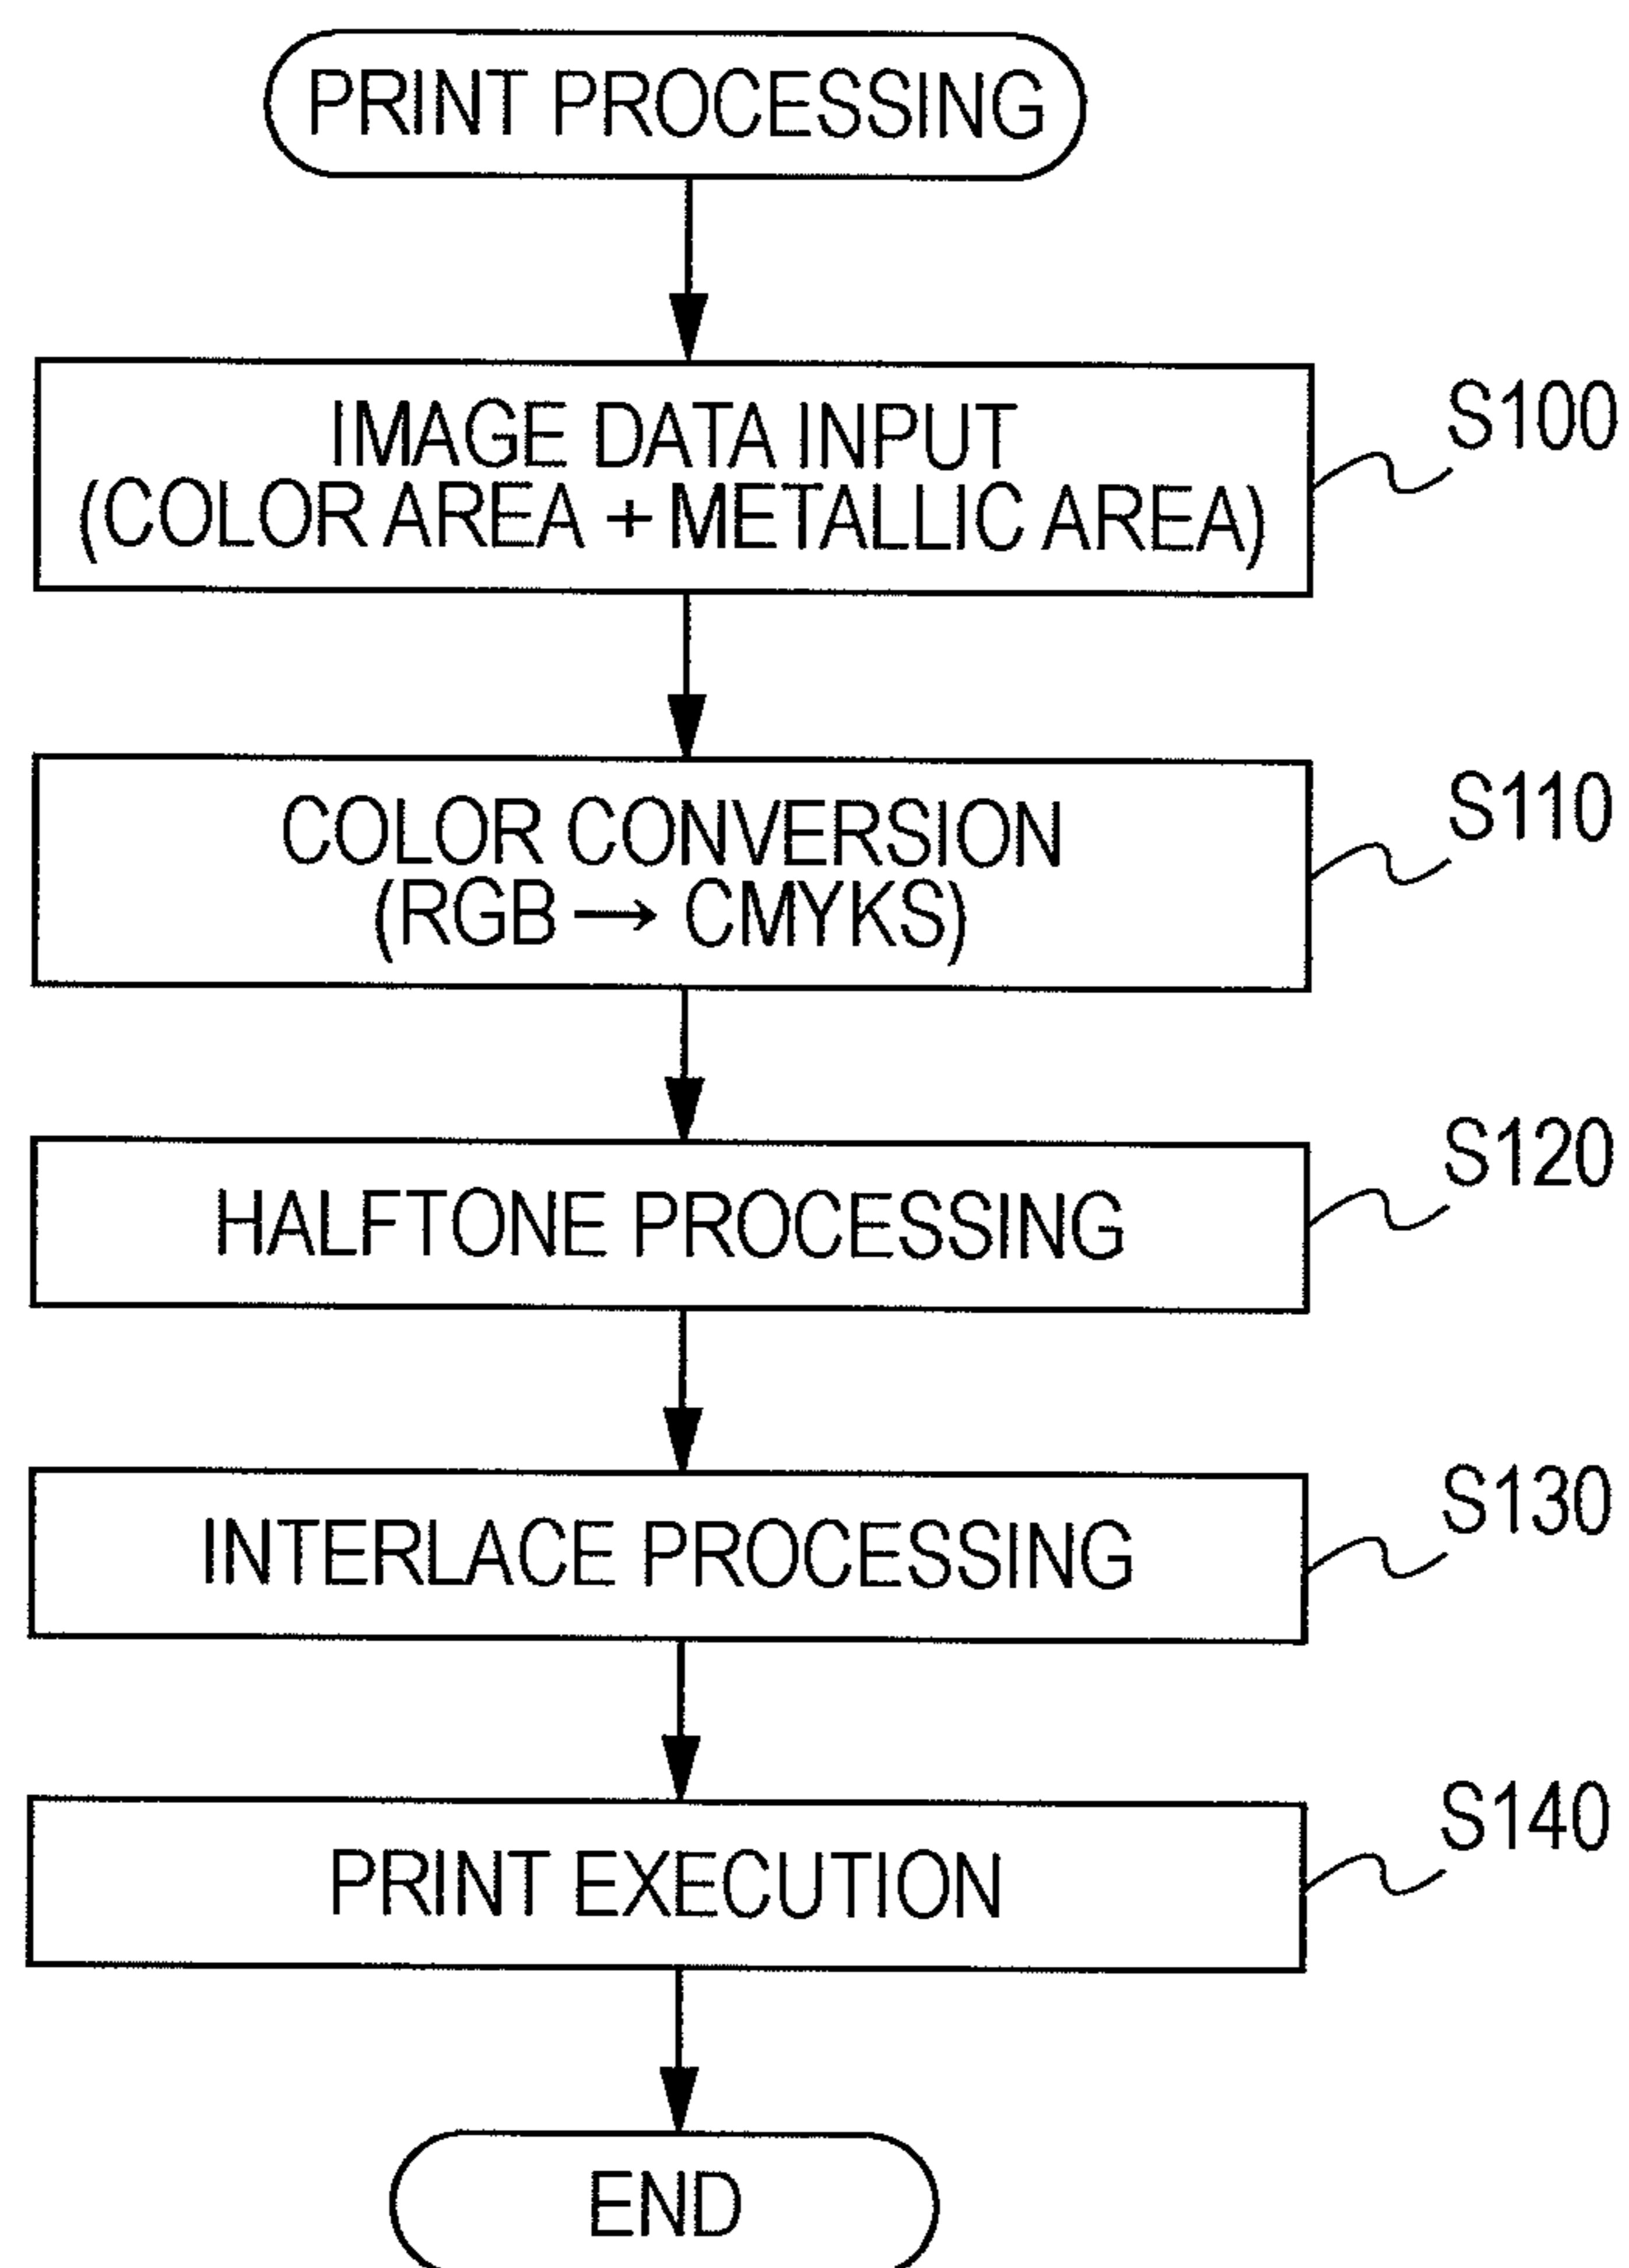 PRINT PROCESSING
IMAGE DATA INPUT
(COLOR AREA + METALLIC AREA)
S100
COLOR CONVERSION
(RGB → CMYKS)
S110
HALFTONE PROCESSING
S120
INTERLACE PROCESSING
S130
PRINT EXECUTION
S140
END